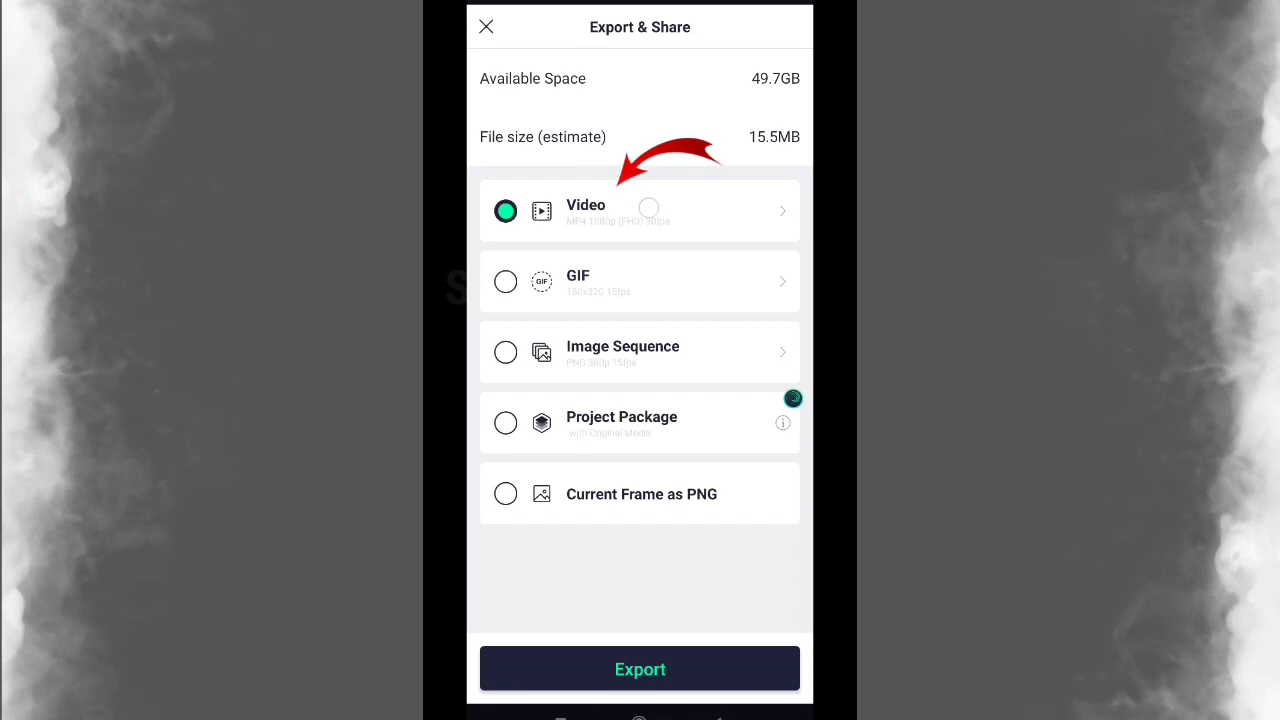 Export & Share
Available Space 49.7GB
File size (estimate) 15.5MB
Video
MP4 1080p (FHD) 30fps
GIF
GIF
180x320 15fps
Image Sequence
PNG 360p 15fps
Project Package
with Original Media
Current Frame as PNG
Export